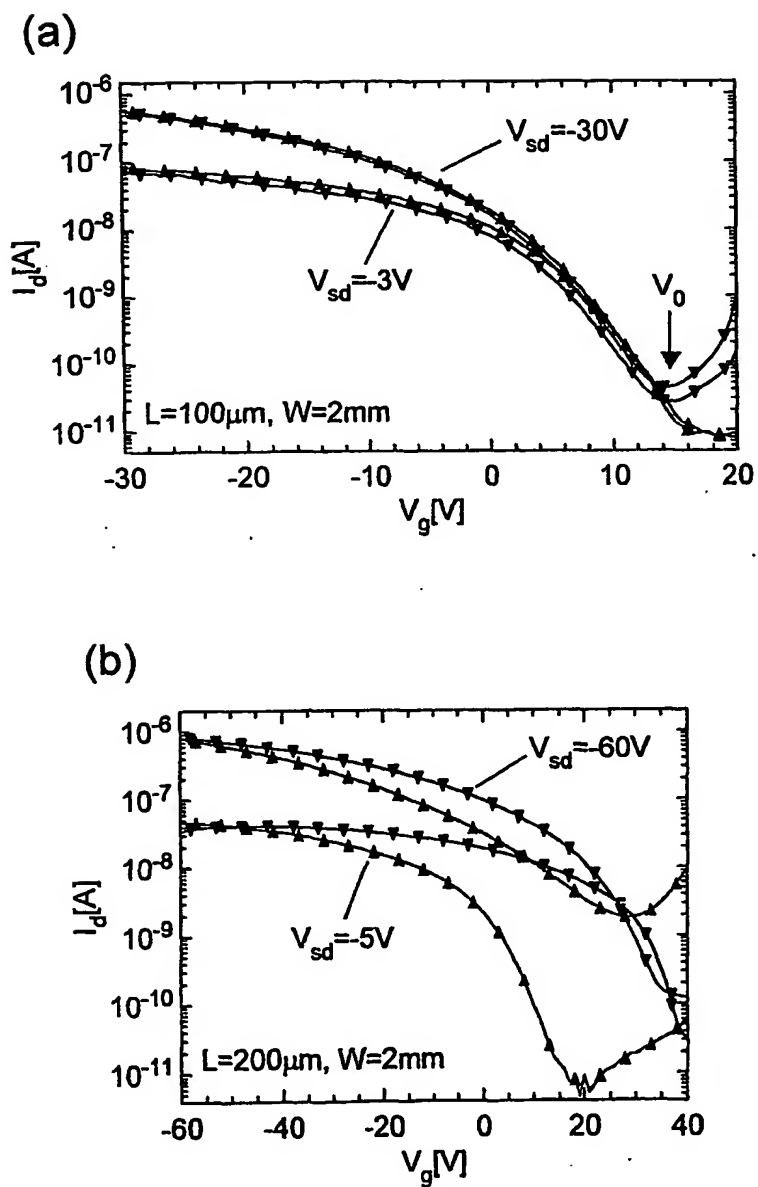 (a)
10^-6
10^-7
10^-8
10^-9
10^-10
10^-11
I_d[A]
V_sd=-30V
V_sd=-3V
V_0
L=100μm, W=2mm
-30 -20 -10 0 10 20
V_g[V]
(b)
10^-6
10^-7
10^-8
10^-9
10^-10
10^-11
I_d[A]
V_sd=-60V
V_sd=-5V
L=200μm, W=2mm
-60 -40 -20 0 20 40
V_g[V]